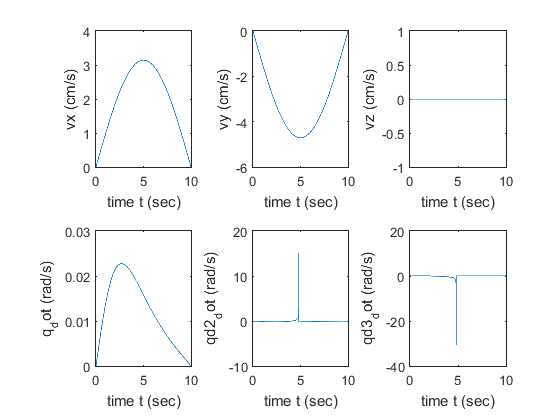 4
3
2
1
0
vx (cm/s)
0 5 10
time t (sec)
0
-2
-4
-6
vy (cm/s)
0 5 10
time t (sec)
1
0.5
0
-0.5
-1
vz (cm/s)
0 5 10
time t (sec)
0.03
0.02
0.01
0
q_dot (rad/s)
0 5 10
time t (sec)
20
10
0
-10
qd2_dot (rad/s)
0 5 10
time t (sec)
20
0
-20
-40
qd3_dot (rad/s)
0 5 10
time t (sec)